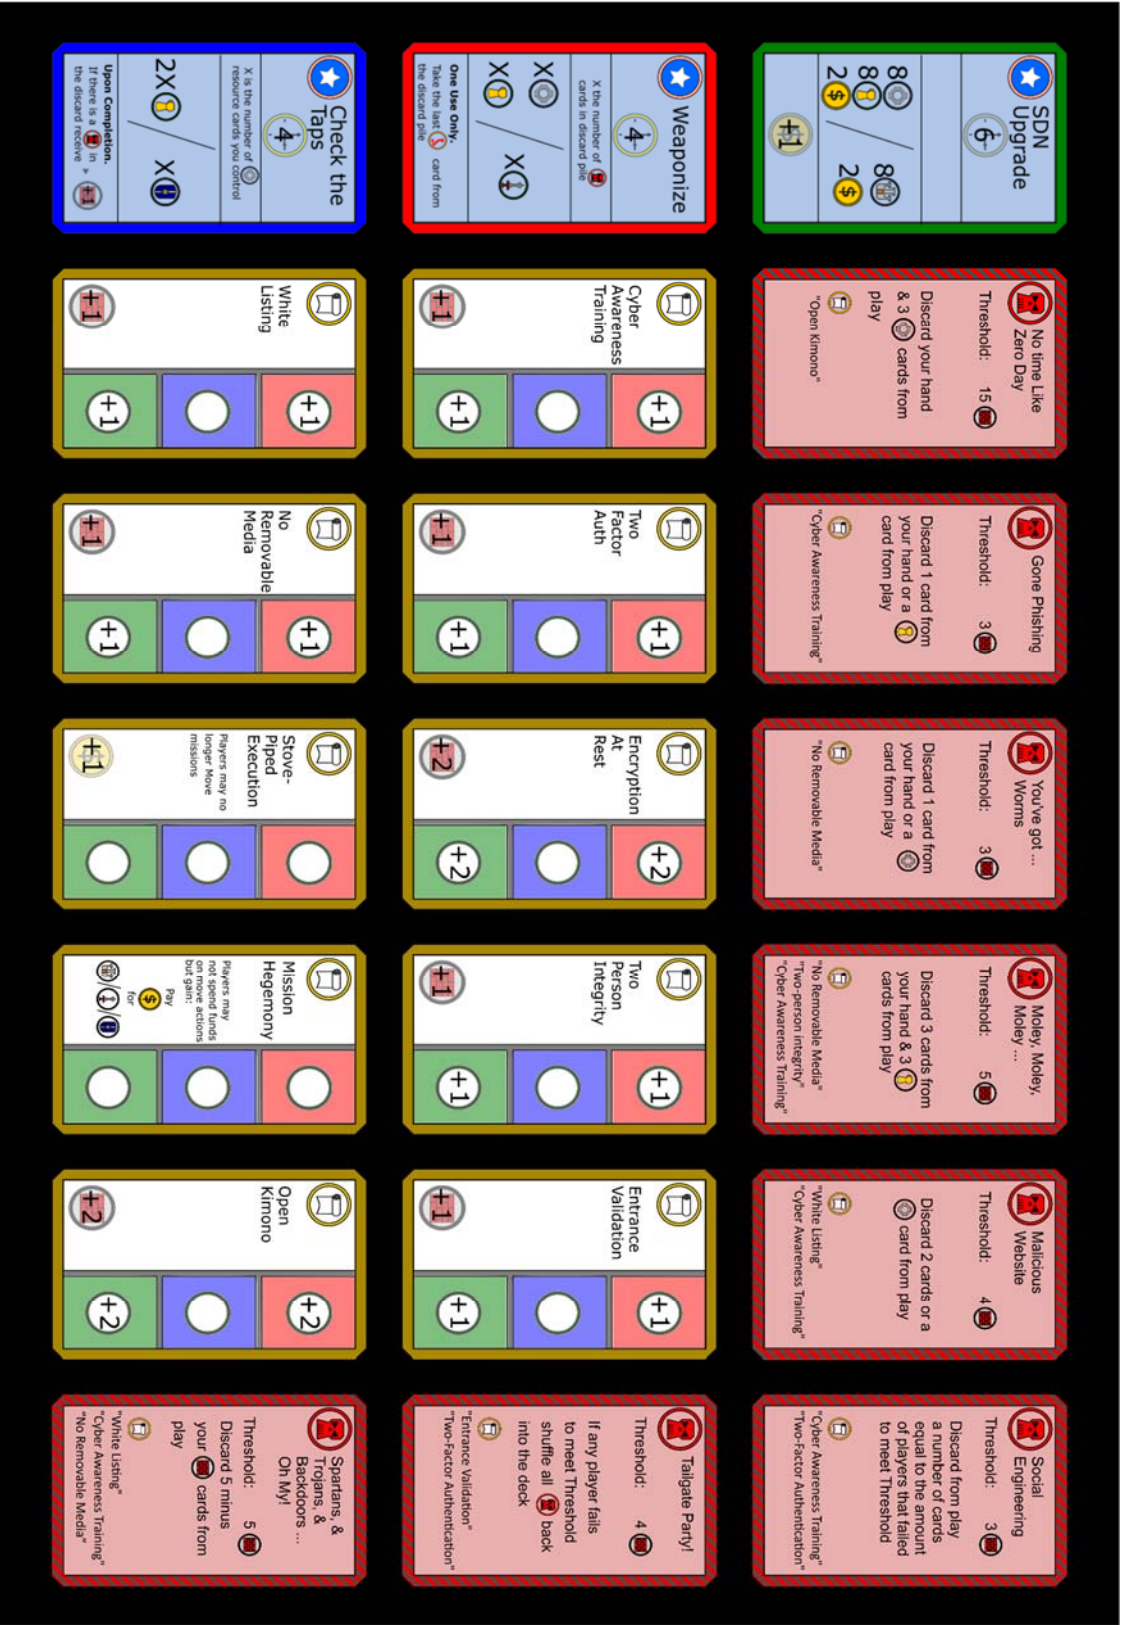 SDN
Upgrade
6
8
8
2
8
2
+1
No time Like
Zero Day
Threshold: 15
Discard your hand
& 3 cards from
play
"Open Kimono"
Gone Phishing
Threshold: 3
Discard 1 card from
your hand or a
card from play
"Cyber Awareness Training"
You've got ...
Worms
Threshold: 3
Discard 1 card from
your hand or a
card from play
"No Removable Media"
Moley, Moley,
Moley ...
Threshold: 5
Discard 3 cards from
your hand & 3
cards from play
"No Removable Media"
"Two-person integrity"
"Cyber Awareness Training"
Malicious
Website
Threshold: 4
Discard 2 cards or a
card from play
"White Listing"
"Cyber Awareness Training"
Social
Engineering
Threshold: 3
Discard from play
a number of cards
equal to the amount
of players that failed
to meet Threshold
"Cyber Awareness Training"
"Two-Factor Authentication"
Weaponize
4
X the number of
cards in discard pile
X
X
X
One Use Only.
Take the last card from
the discard pile
Cyber
Awareness
Training
+1
+1
+1
Two
Factor
Auth
+1
+1
+1
Encryption
At
Rest
+2
+2
+2
Two
Person
Integrity
+1
+1
+1
Entrance
Validation
+1
+1
+1
Tailgate Party!
Threshold: 4
If any player fails
to meet Threshold
shuffle all back
into the deck
"Entrance Validation"
"Two-Factor Authentication"
Check the
Taps
4
X is the number of
resource cards you control
2X
X
Upon Completion.
If there is a in
the discard receive +1
White
Listing
+1
+1
+1
No
Removable
Media
+1
+1
+1
Stove-
Piped
Execution
Players may no
longer Move
missions
+1
Mission
Hegemony
Players may
not spend funds
on move actions
but gain:
Pay $
for
/ /
Open
Kimono
+2
+2
+2
Spartans, &
Trojans, &
Backdoors ...
Oh My!
Threshold: 5
Discard 5 minus
your cards from
play
"White Listing"
"Cyber Awareness Training"
"No Removable Media"